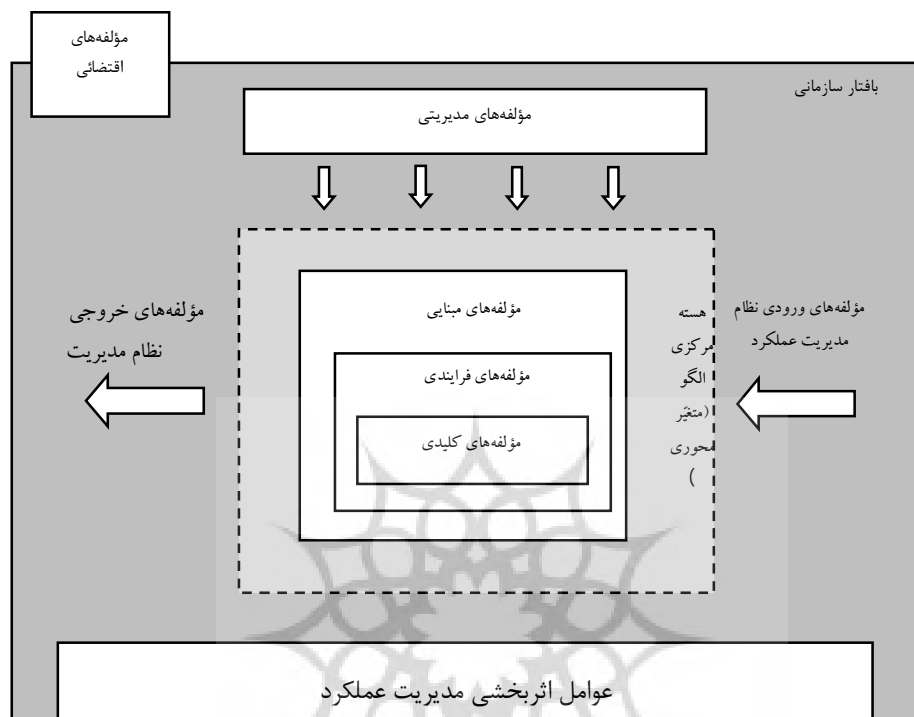 مؤلفه‌های
اقتضائی
بافتار سازمانی
مؤلفه‌های مدیریتی
مؤلفه‌های ورودی نظام
مدیریت عملکرد
هسته
مرکزی
الگو
(متغیّر
محوری
)
مؤلفه‌های مبنایی
مؤلفه‌های فرایندی
مؤلفه‌های کلیدی
مؤلفه‌های خروجی
نظام مدیریت
عوامل اثربخشی مدیریت عملکرد